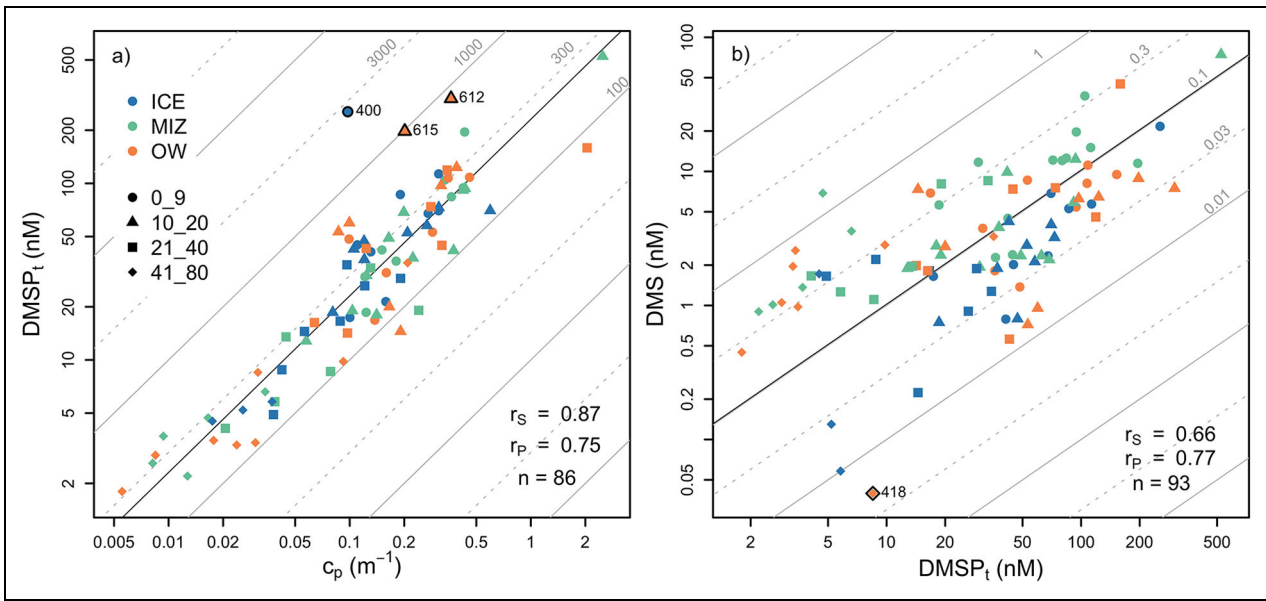 a)
ICE
MIZ
OW
0_9
10_20
21_40
41_80
3000
1000
300
100
400
612
615
rS = 0.87
rP = 0.75
n = 86
500
200
100
50
20
10
5
2
DMSPt (nM)
0.005 0.01 0.02 0.05 0.1 0.2 0.5 1 2
cp (m−1)
b)
1
0.3
0.1
0.03
0.01
418
rS = 0.66
rP = 0.77
n = 93
100
50
20
10
5
2
1
0.5
0.2
0.05
DMS (nM)
2 5 10 20 50 100 200 500
DMSPt (nM)